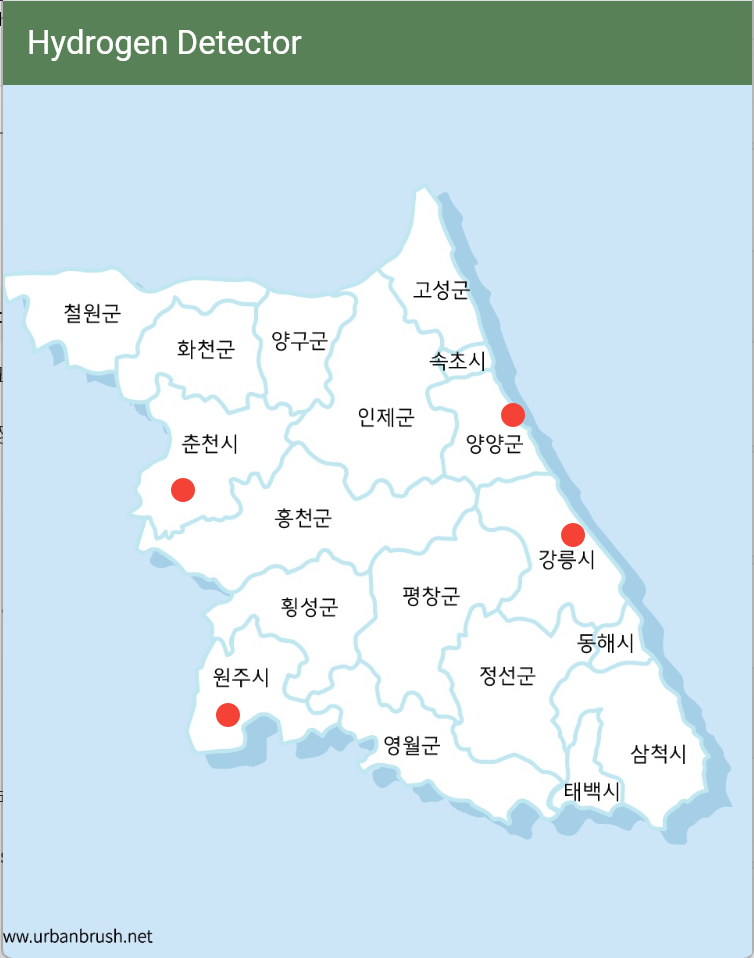 Hydrogen Detector
고성군
철원군
화천군
양구군
속초시
인제군
춘천시
양양군
홍천군
강릉시
평창군
횡성군
동해시
원주시
정선군
영월군
삼척시
태백시
ww.urbanbrush.net